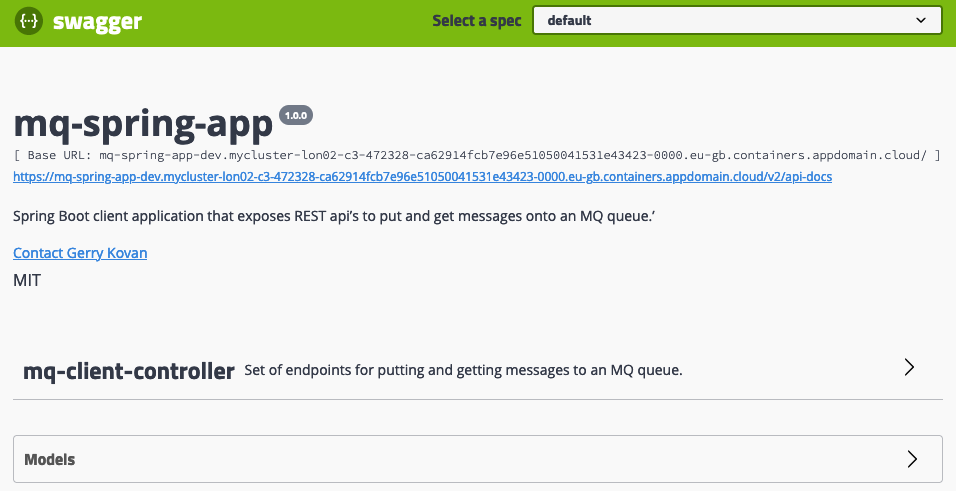 {··} swagger Select a spec default
mq-spring-app 1.0.0
[ Base URL: mq-spring-app-dev.mycluster-lon02-c3-472328-ca62914fcb7e96e51050041531e43423-0000.eu-gb.containers.appdomain.cloud/ ]
https://mq-spring-app-dev.mycluster-lon02-c3-472328-ca62914fcb7e96e51050041531e43423-0000.eu-gb.containers.appdomain.cloud/v2/api-docs
Spring Boot client application that exposes REST api’s to put and get messages onto an MQ queue.’
Contact Gerry Kovan
MIT
mq-client-controller Set of endpoints for putting and getting messages to an MQ queue.
Models